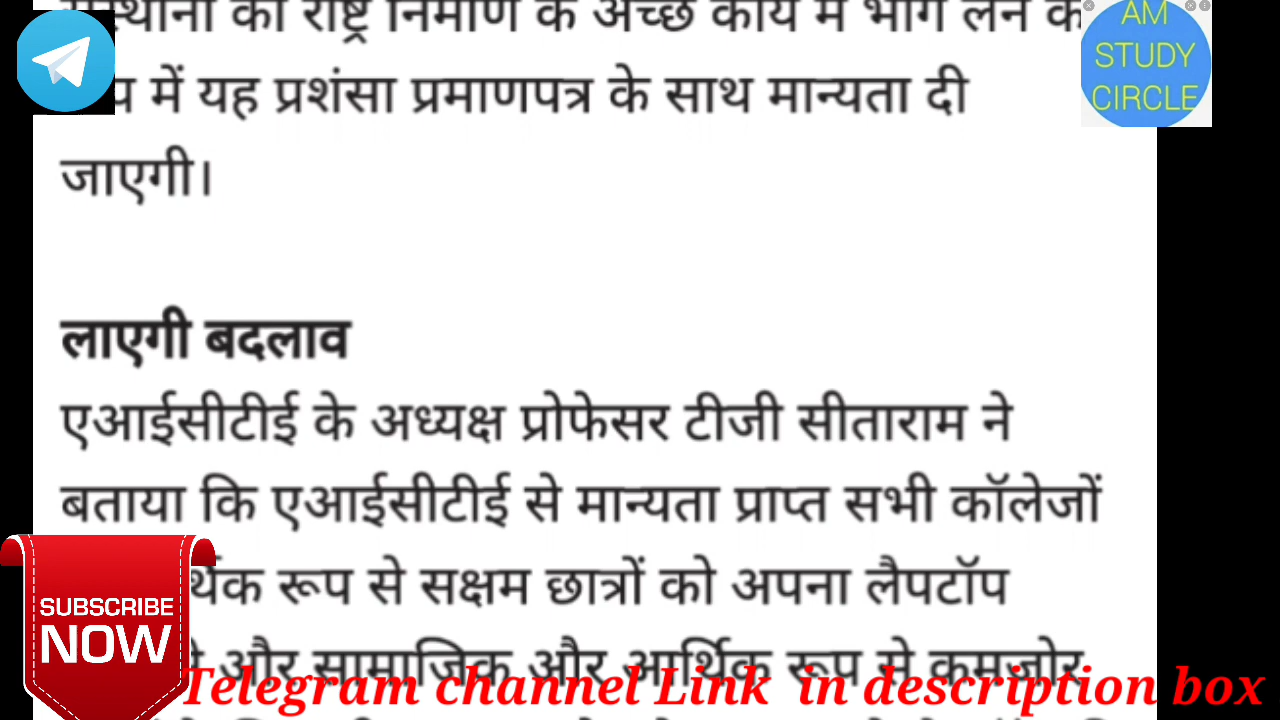 को राष्ट्र निर्माण के अच्छे कार्य में भाग लेने
में यह प्रशंसा प्रमाणपत्र के साथ मान्यता दी
जाएगी।
AM
STUDY
CIRCLE
लाएगी बदलाव
एआईसीटीई के अध्यक्ष प्रोफेसर टीजी सीताराम ने
बताया कि एआईसीटीई से मान्यता प्राप्त सभी कॉलेजों
रूप से सक्षम छात्रों को अपना लैपटॉप
और सामाजिक और आर्थिक रूप से कमजोर
SUBSCRIBE
NOW
Telegram channel Link in description box